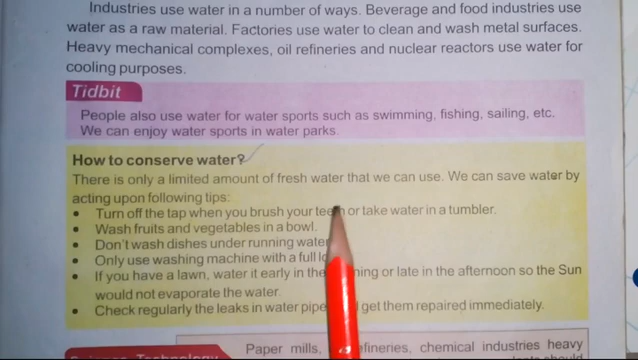 Industries use water in a number of ways. Beverage and food industries use
water as a raw material. Factories use water to clean and wash metal surfaces.
Heavy mechanical complexes, oil refineries and nuclear reactors use water for
cooling purposes.
Tidbit
People also use water for water sports such as swimming, fishing, sailing, etc.
We can enjoy water sports in water parks.
How to conserve water?
There is only a limited amount of fresh water that we can use. We can save water by
acting upon following tips:
• Turn off the tap when you brush your teeth or take water in a tumbler.
• Wash fruits and vegetables in a bowl.
• Don't wash dishes under running water
• Only use washing machine with a full
• If you have a lawn, water it early in the or late in the afternoon so the Sun
would not evaporate the water.
• Check regularly the leaks in water get them repaired immediately.
Science Technology
Paper mills, chemical industries heavy